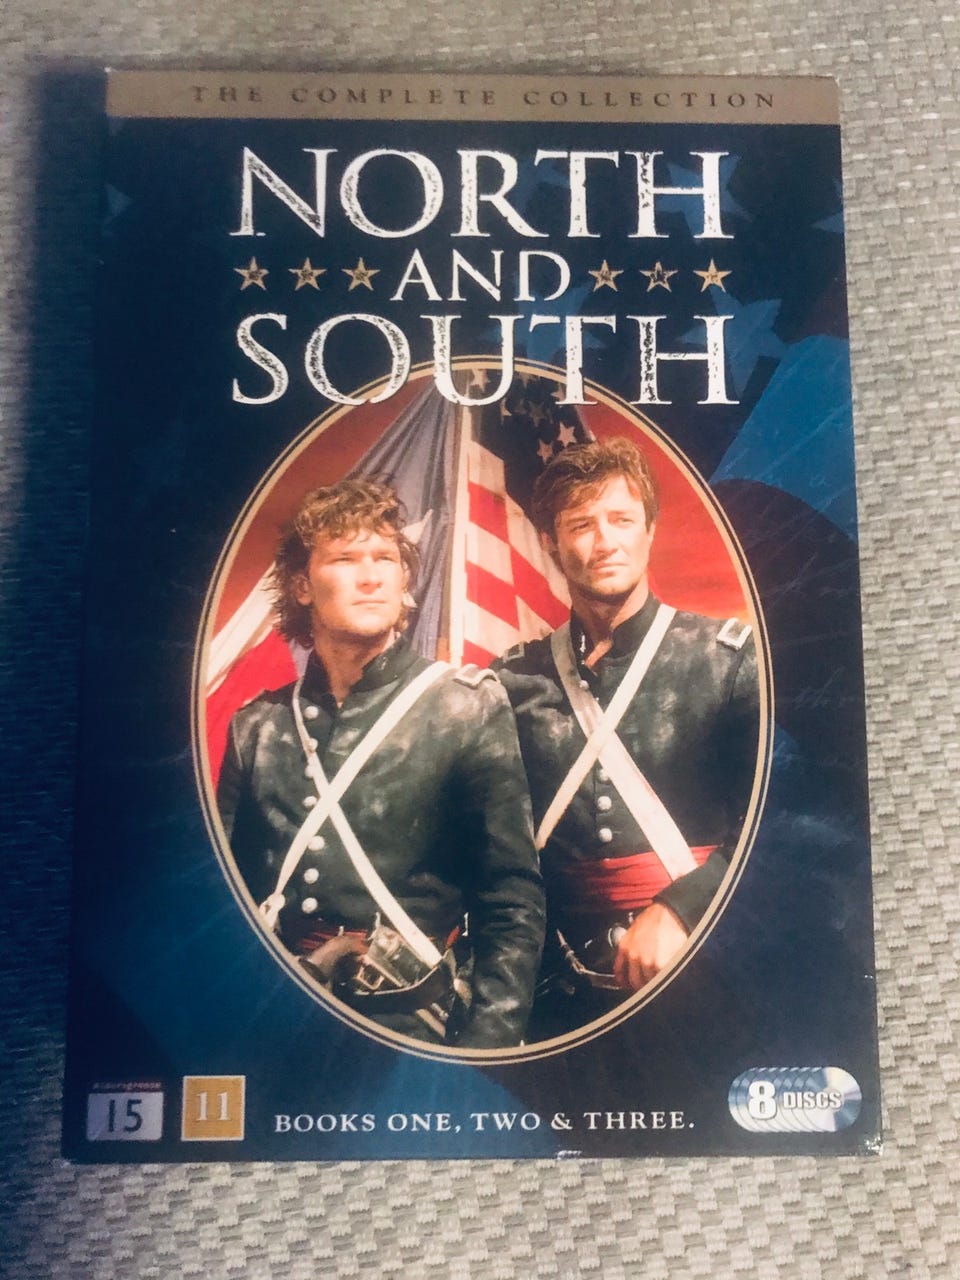 THE COMPLETE COLLECTION
NORTH
AND
SOUTH
15
11
BOOKS ONE, TWO & THREE.
8 DISCS